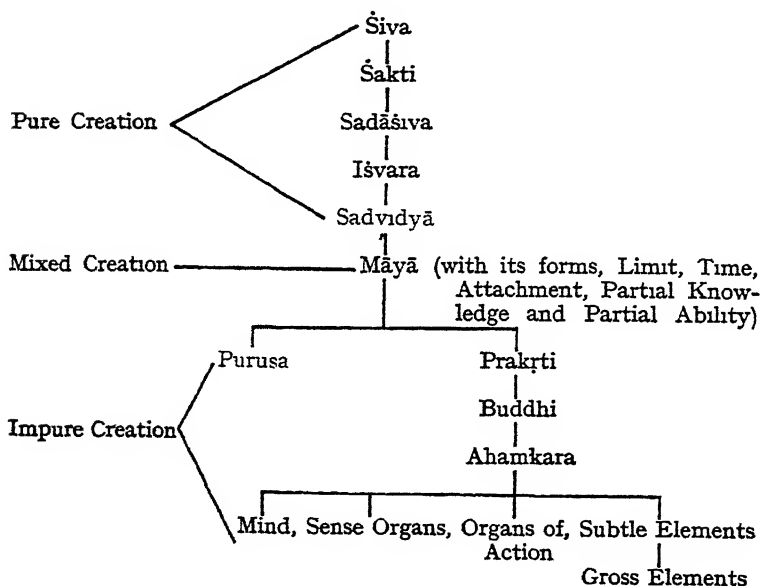 Śiva
Śakti
Pure Creation
Sadāśiva
Iśvara
Sadvidyā
Mixed Creation
Māyā (with its forms, Limit, Time,
Attachment, Partial Know-
ledge and Partial Ability)
Purusa
Prakṛti
Buddhi
Impure Creation
Ahamkara
Mind, Sense Organs, Organs of, Subtle Elements
Action
Gross Elements